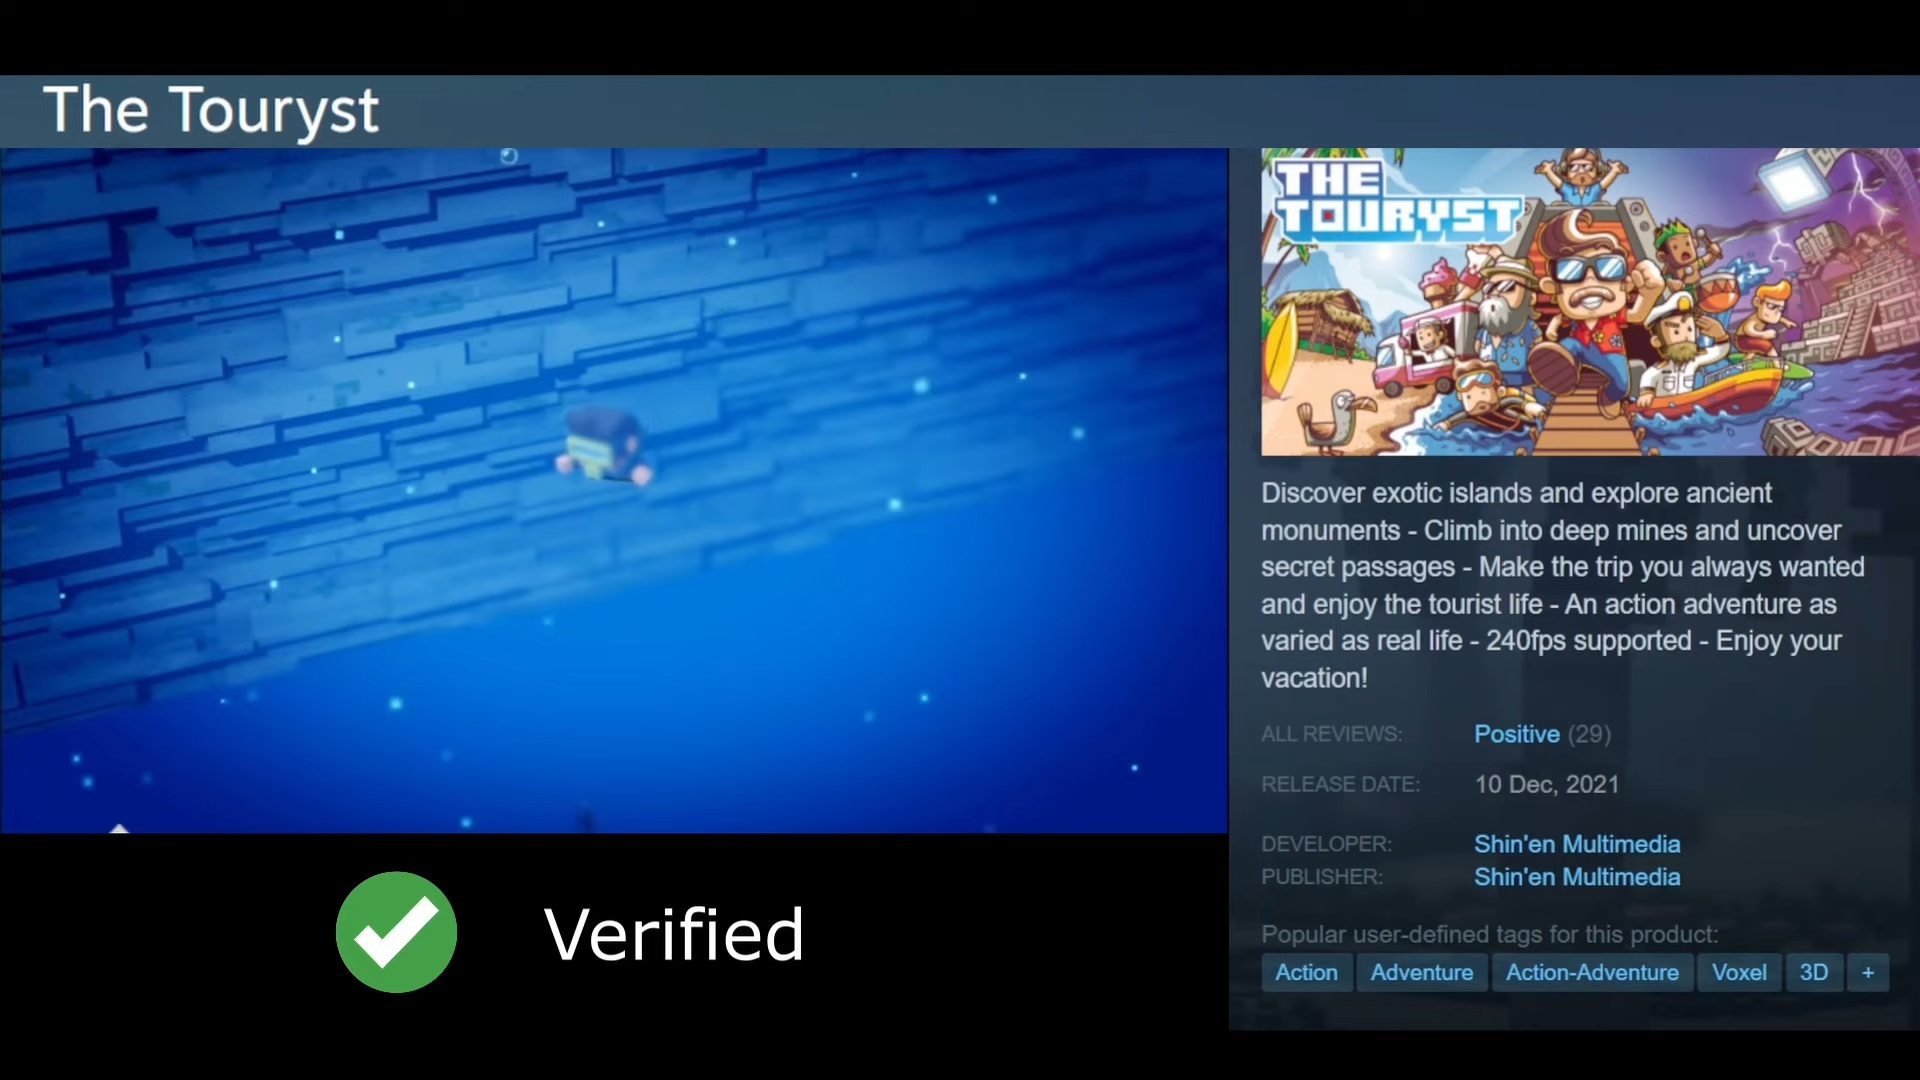 The Touryst
THE
TOURYST
Discover exotic islands and explore ancient
monuments - Climb into deep mines and uncover
secret passages - Make the trip you always wanted
and enjoy the tourist life - An action adventure as
varied as real life - 240fps supported - Enjoy your
vacation!
ALL REVIEWS: Positive (29)
RELEASE DATE: 10 Dec, 2021
DEVELOPER: Shin'en Multimedia
PUBLISHER: Shin'en Multimedia
Popular user-defined tags for this product:
Action Adventure Action-Adventure Voxel 3D +
Verified